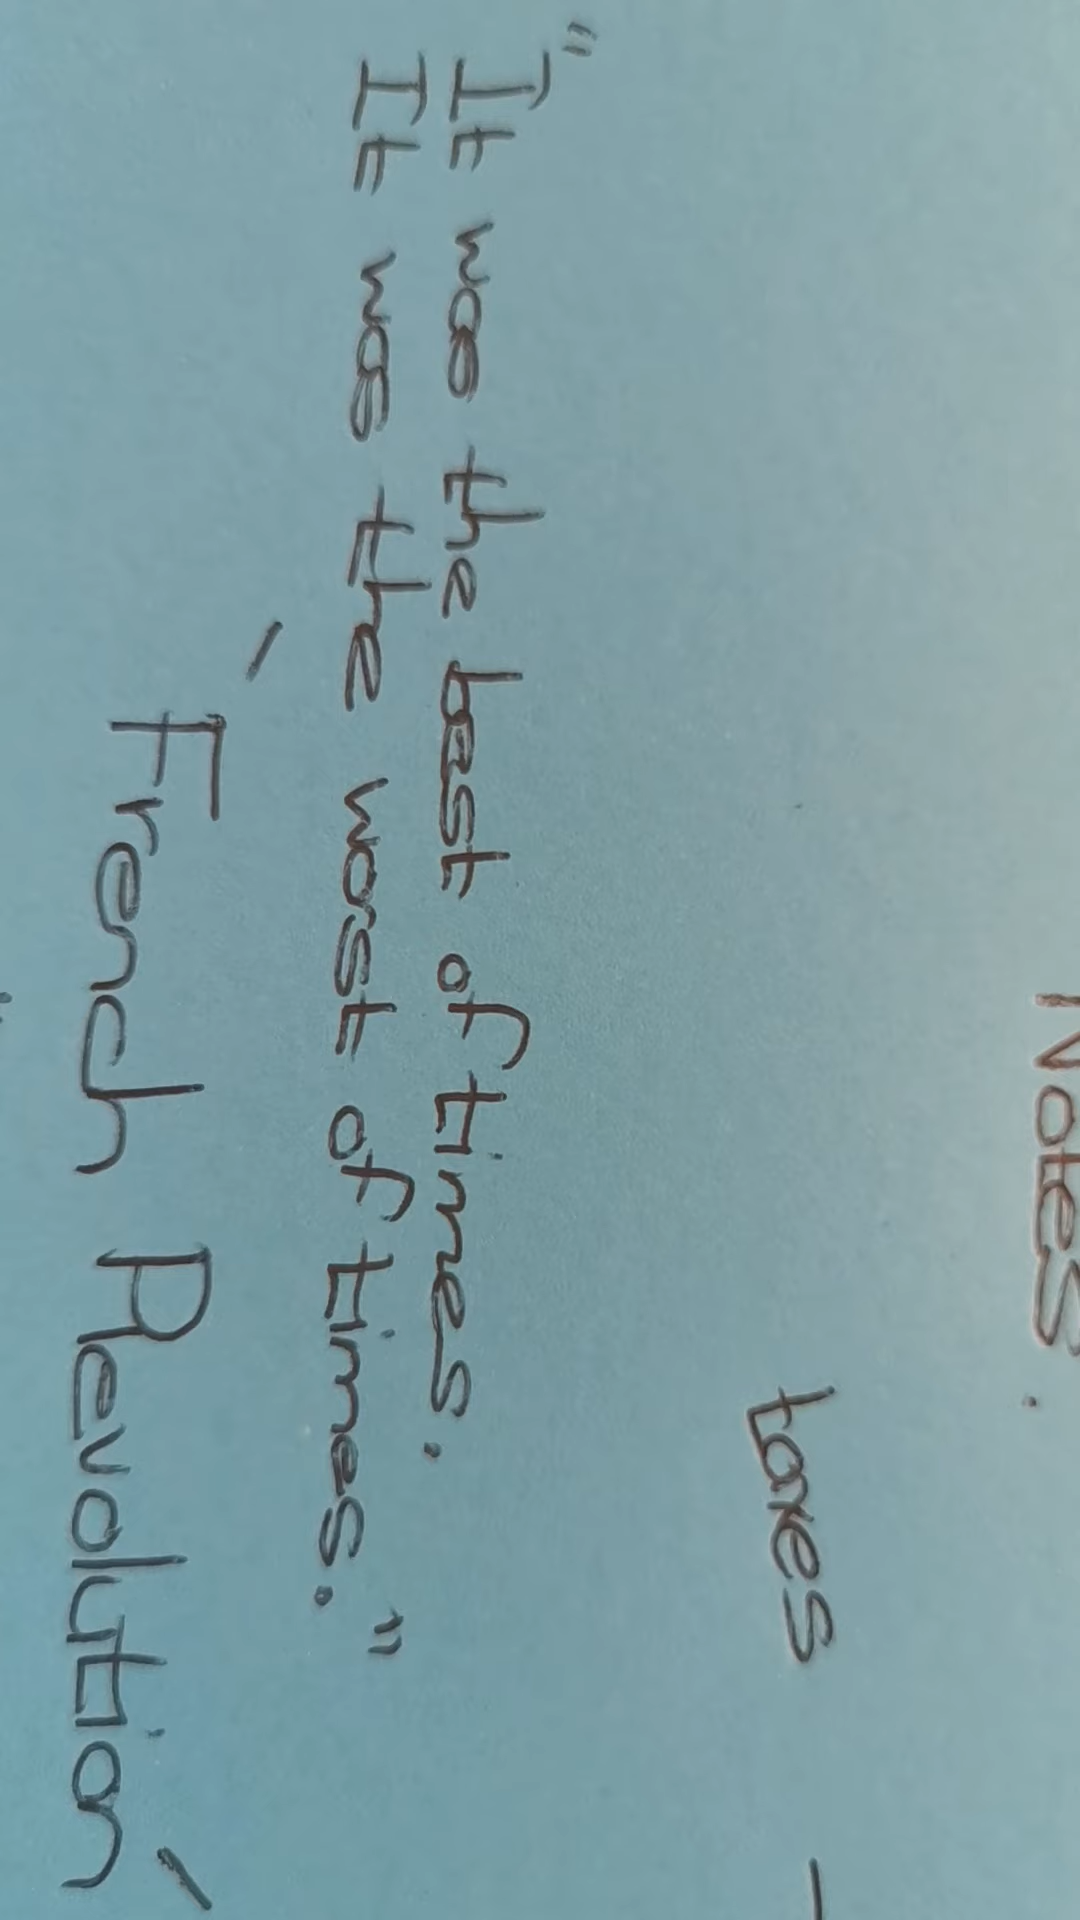 Notes.
taxes -
"It was the best of times.
It was the worst of times."
'French Revolution'